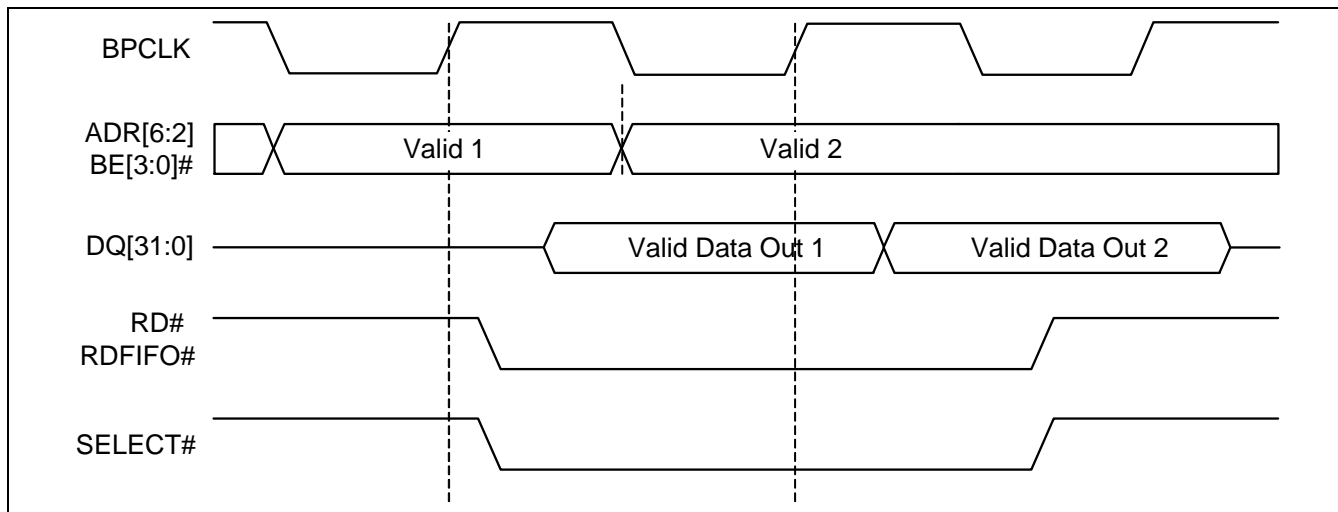 BPCLK
ADR[6:2]
BE[3:0]#
Valid 1
Valid 2
DQ[31:0]
Valid Data Out 1
Valid Data Out 2
RD#
RDFIFO#
SELECT#